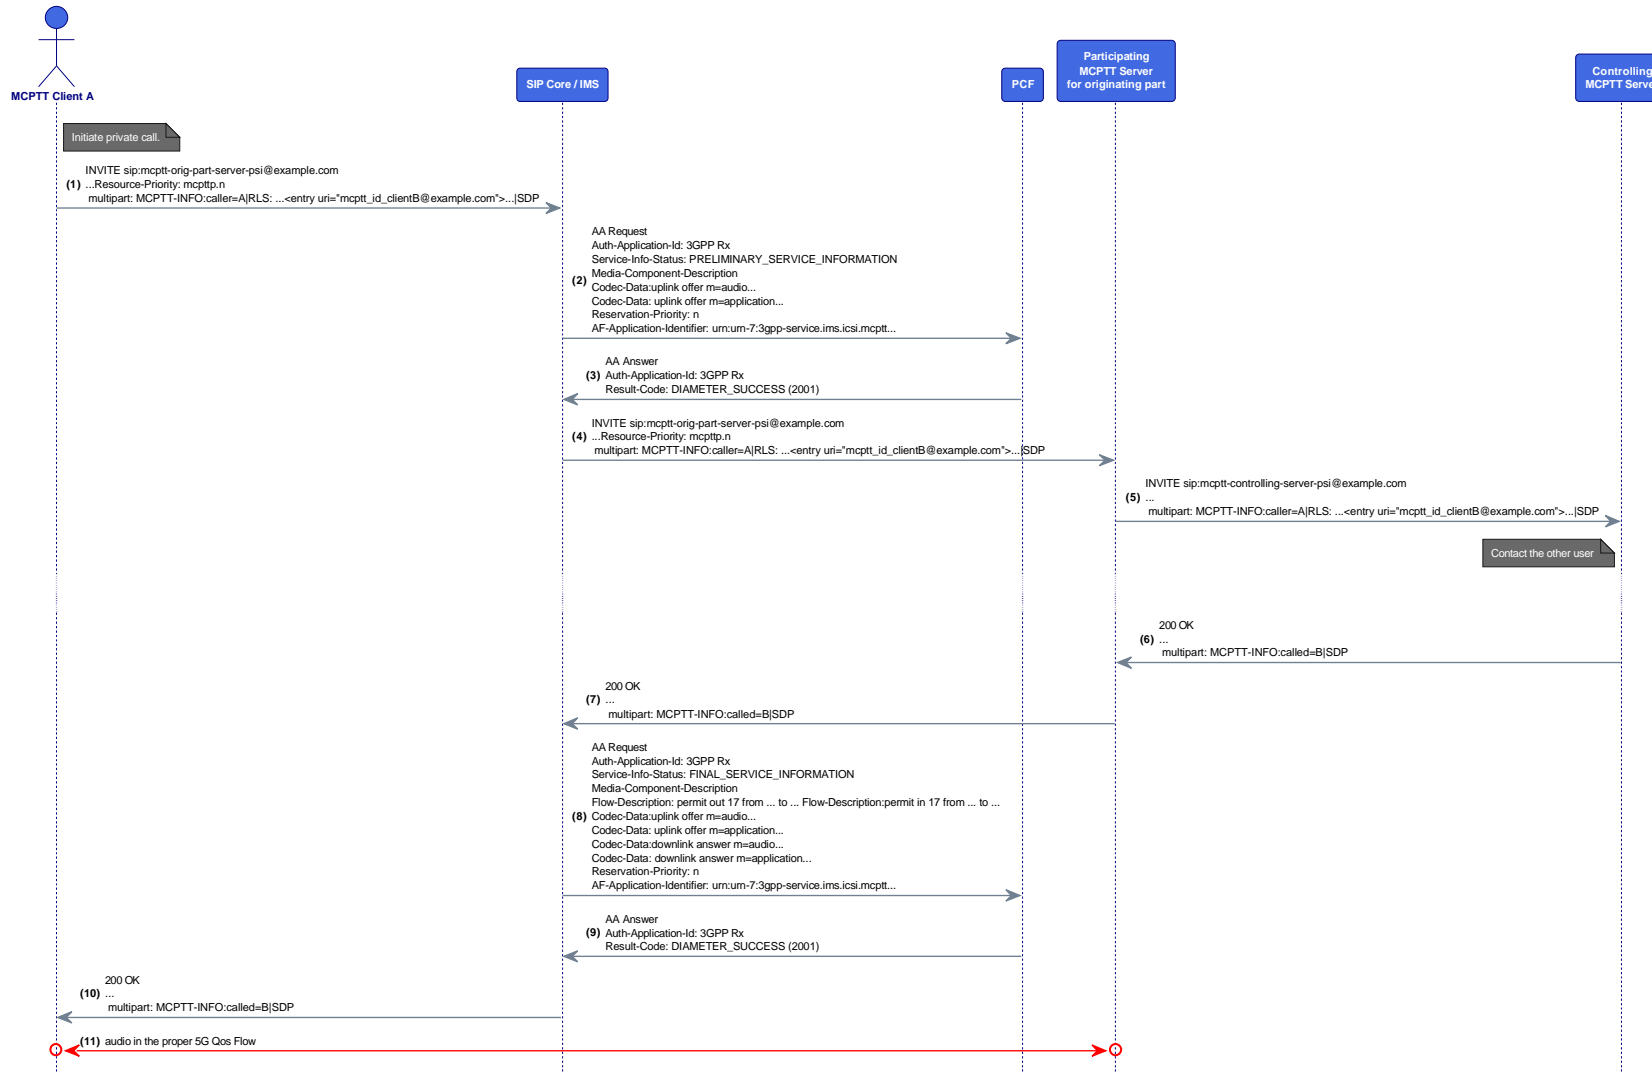 MCPTT Client A
SIP Core / IMS
PCF
Participating
MCPTT Server
for originating part
Controlling
MCPTT Serve
Initiate private call.
INVITE sip:mcptt-orig-part-server-psi@example.com
(1) ...Resource-Priority: mcpttp.n
multipart: MCPTT-INFO:caller=A|RLS: ...<entry uri="mcptt_id_clientB@example.com">...|SDP
AA Request
Auth-Application-Id: 3GPP Rx
Service-Info-Status: PRELIMINARY_SERVICE_INFORMATION
(2) Media-Component-Description
Codec-Data:uplink offer m=audio...
Codec-Data: uplink offer m=application...
Reservation-Priority: n
AF-Application-Identifier: urn:urn-7:3gpp-service.ims.icsi.mcptt...
AA Answer
(3) Auth-Application-Id: 3GPP Rx
Result-Code: DIAMETER_SUCCESS (2001)
INVITE sip:mcptt-orig-part-server-psi@example.com
(4) ...Resource-Priority: mcpttp.n
multipart: MCPTT-INFO:caller=A|RLS: ...<entry uri="mcptt_id_clientB@example.com">...|SDP
INVITE sip:mcptt-controlling-server-psi@example.com
(5) ...
multipart: MCPTT-INFO:caller=A|RLS: ...<entry uri="mcptt_id_clientB@example.com">...|SDP
Contact the other user
200 OK
(6) ...
multipart: MCPTT-INFO:called=B|SDP
200 OK
(7) ...
multipart: MCPTT-INFO:called=B|SDP
AA Request
Auth-Application-Id: 3GPP Rx
Service-Info-Status: FINAL_SERVICE_INFORMATION
Media-Component-Description
Flow-Description: permit out 17 from ... to ... Flow-Description:permit in 17 from ... to ...
(8) Codec-Data:uplink offer m=audio...
Codec-Data: uplink offer m=application...
Codec-Data:downlink answer m=audio...
Codec-Data: downlink answer m=application...
Reservation-Priority: n
AF-Application-Identifier: urn:urn-7:3gpp-service.ims.icsi.mcptt...
AA Answer
(9) Auth-Application-Id: 3GPP Rx
Result-Code: DIAMETER_SUCCESS (2001)
200 OK
(10) ...
multipart: MCPTT-INFO:called=B|SDP
(11) audio in the proper 5G Qos Flow